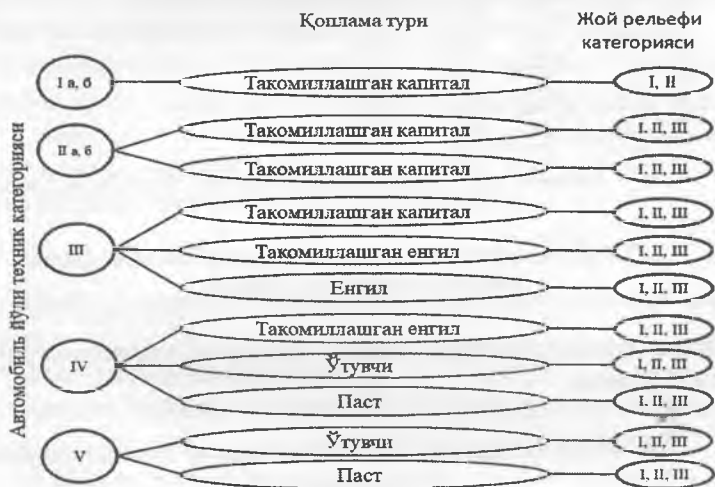 Қоплама тури
Жой рельефи
категорияси
Автомобиль йўли техник категорияси
I а, б
Такомиллашган капитал
I, II
II а, б
Такомиллашган капитал
I, II, III
Такомиллашган капитал
I, II, III
III
Такомиллашган капитал
I, II, III
Такомиллашган енгил
I, II, III
Енгил
I, II, III
IV
Такомиллашган енгил
I, II, III
Ўтувчи
I, II, III
Паст
I, II, III
V
Ўтувчи
I, II, III
Паст
I, II, III